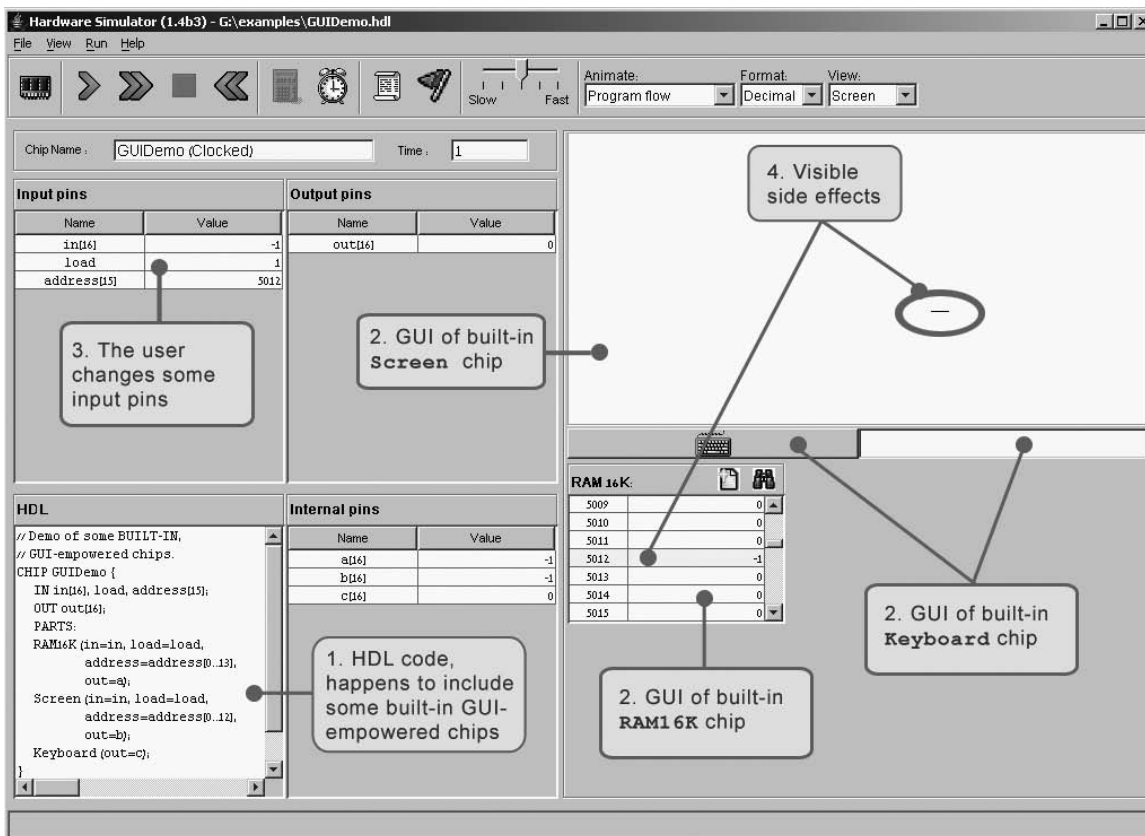 Hardware Simulator (1.4b3) - G:\examples\GUIDemo.hdl
File View Run Help
Slow Fast
Animate: Format: View:
Program flow Decimal Screen
Chip Name : GUIDemo (Clocked) Time : 1
Input pins
Name Value
in[16] -1
load 1
address[15] 5012
3. The user
changes some
input pins
Output pins
Name Value
out[16] 0
2. GUI of built-in
Screen chip
4. Visible
side effects
HDL
// Demo of some BUILT-IN,
// GUI-empowered chips.
CHIP GUIDemo {
IN in[16], load, address[15];
OUT out[16];
PARTS:
RAM16K (in=in, load=load,
address=address[0..13],
out=a);
Screen (in=in, load=load,
address=address[0..12],
out=b);
Keyboard (out=c);
}
Internal pins
Name Value
a[16] -1
b[16] -1
c[16] 0
1. HDL code,
happens to include
some built-in GUI-
empowered chips
RAM 16K:
5009 0
5010 0
5011 0
5012 -1
5013 0
5014 0
5015 0
2. GUI of built-in
RAM16K chip
2. GUI of built-in
Keyboard chip